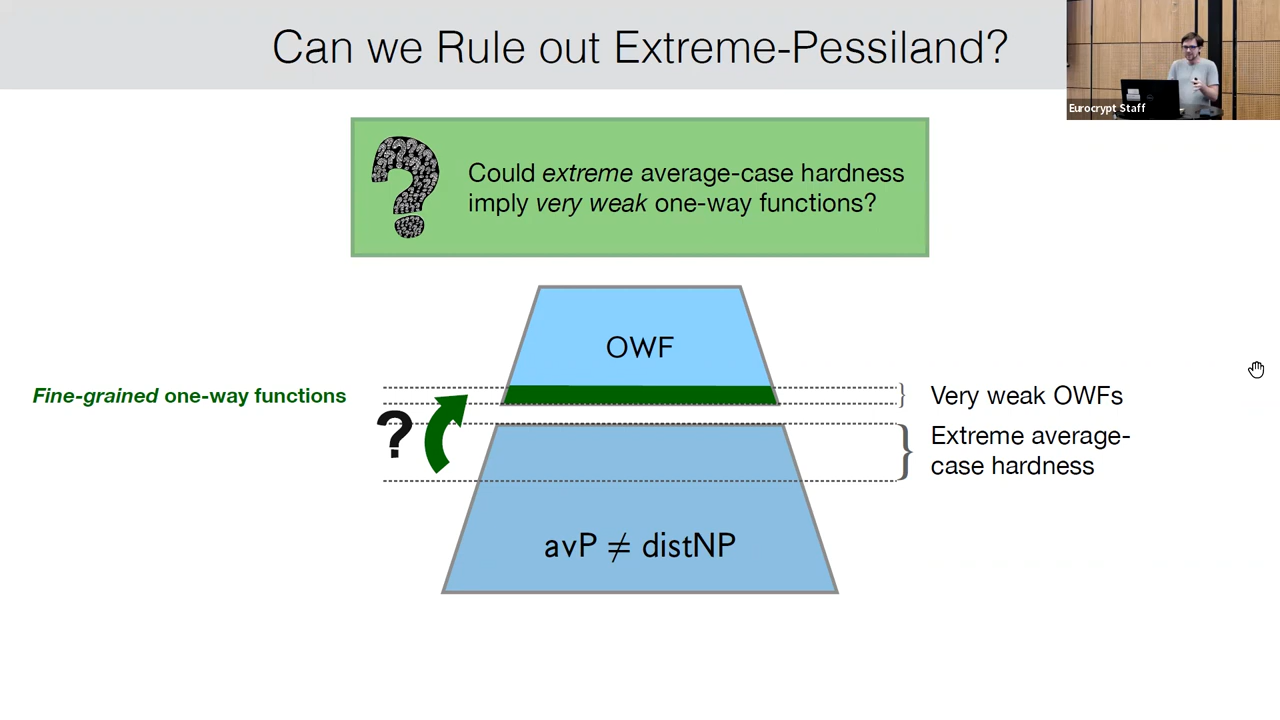 Can we Rule out Extreme-Pessiland?
Eurocrypt Staff
?
Could extreme average-case hardness
imply very weak one-way functions?
OWF
Fine-grained one-way functions
Very weak OWFs
?
}
Extreme average-
case hardness
avP ≠ distNP